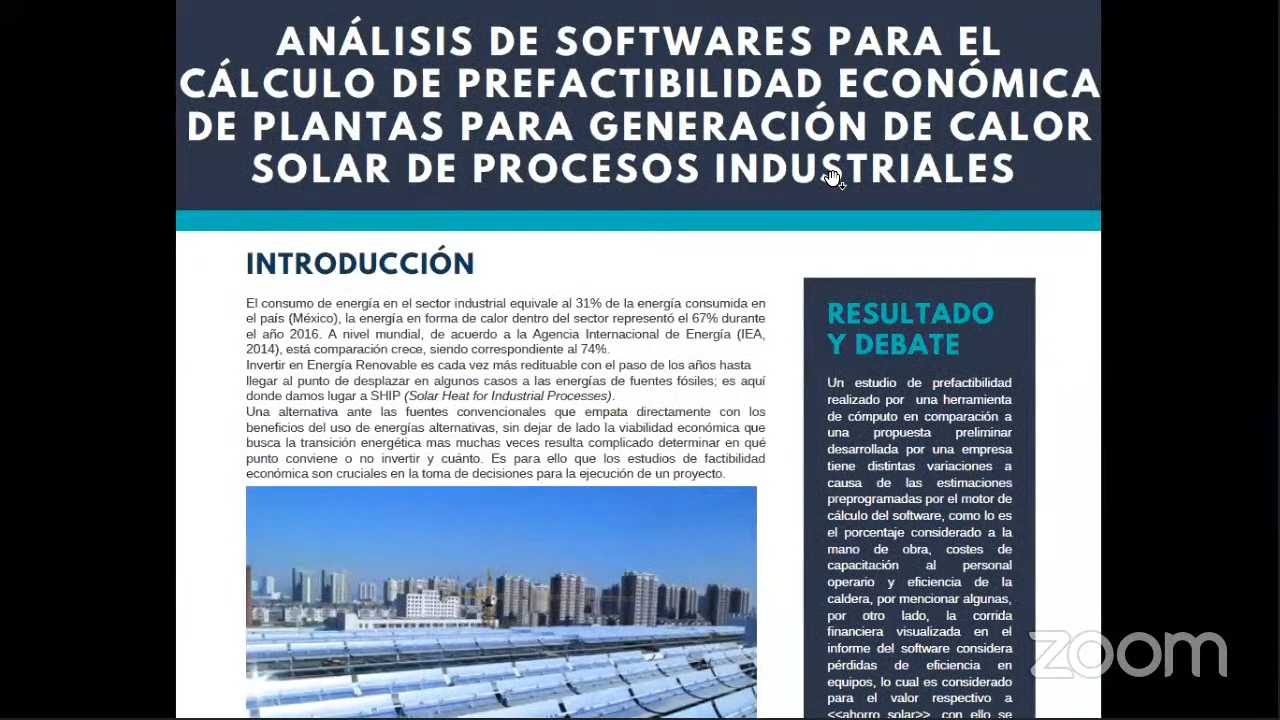 ANÁLISIS DE SOFTWARES PARA EL
CÁLCULO DE PREFACTIBILIDAD ECONÓMICA
DE PLANTAS PARA GENERACIÓN DE CALOR
SOLAR DE PROCESOS INDUSTRIALES
INTRODUCCIÓN
El consumo de energía en el sector industrial equivale al 31% de la energía consumida en
el país (México), la energía en forma de calor dentro del sector representó el 67% durante
el año 2016. A nivel mundial, de acuerdo a la Agencia Internacional de Energía (IEA,
2014), está comparación crece, siendo correspondiente al 74%.
Invertir en Energía Renovable es cada vez más redituable con el paso de los años hasta
llegar al punto de desplazar en algunos casos a las energías de fuentes fósiles; es aquí
donde damos lugar a SHIP (Solar Heat for Industrial Processes).
Una alternativa ante las fuentes convencionales que empata directamente con los
beneficios del uso de energías alternativas, sin dejar de lado la viabilidad económica que
busca la transición energética mas muchas veces resulta complicado determinar en qué
punto conviene o no invertir y cuánto. Es para ello que los estudios de factibilidad
económica son cruciales en la toma de decisiones para la ejecución de un proyecto.
RESULTADO
Y DEBATE
Un estudio de prefactibilidad
realizado por una herramienta
de cómputo en comparación a
una propuesta preliminar
desarrollada por una empresa
tiene distintas variaciones a
causa de las estimaciones
preprogramadas por el motor de
cálculo del software, como lo es
el porcentaje considerado a la
mano de obra, costes de
capacitación al personal
operario y eficiencia de la
caldera, por mencionar algunas,
por otro lado, la corrida
financiera visualizada en el
informe del software considera
pérdidas de eficiencia en
equipos, lo cual es considerado
para el valor respectivo a
<<ahorro solar>> con ello se
zoom